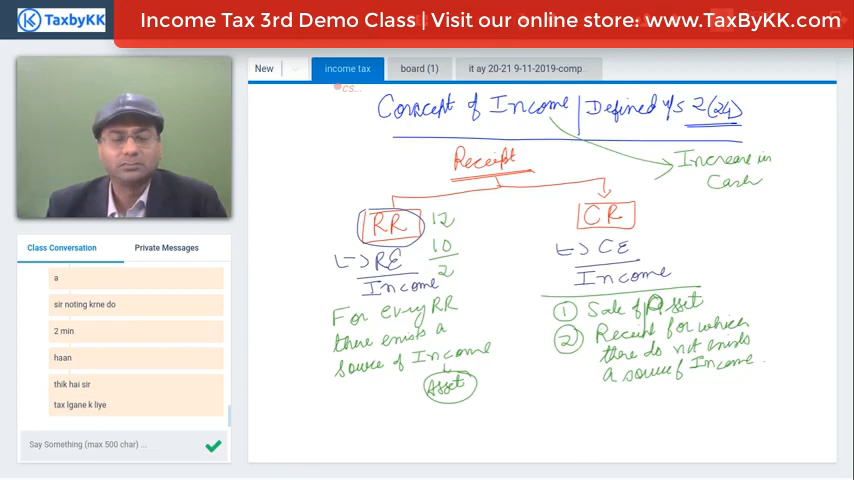 Income Tax 3rd Demo Class | Visit our online store: www.TaxByKK.com
TaxbyKK
New
income tax
board (1)
it ay 20-21 9-11-2019-comp...
cs...
Concept of Income | Defined u/s 2(24)
Increase in
Cash
Receipt
RR
12
10
2
CR
RE
Income
CE
Income
For every RR
there exists a
source of Income
Asset
1 Sale of Asset
2 Receipt for which
there do not exists
a source of Income.
Class Conversation
Private Messages
a
sir noting krne do
2 min
haan
thik hai sir
tax lgane k liye
Say Something (max 500 char) ...